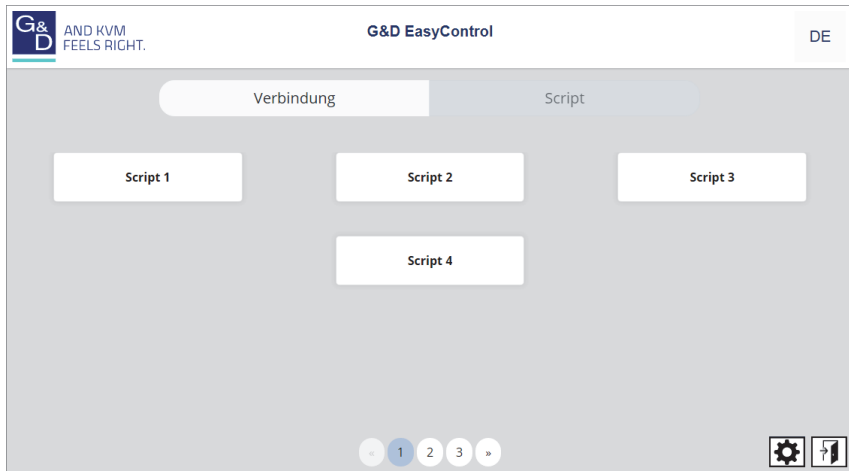 G&D
AND KVM
FEELS RIGHT.
G&D EasyControl
DE
Verbindung
Script
Script 1
Script 2
Script 3
Script 4
« 1 2 3 »